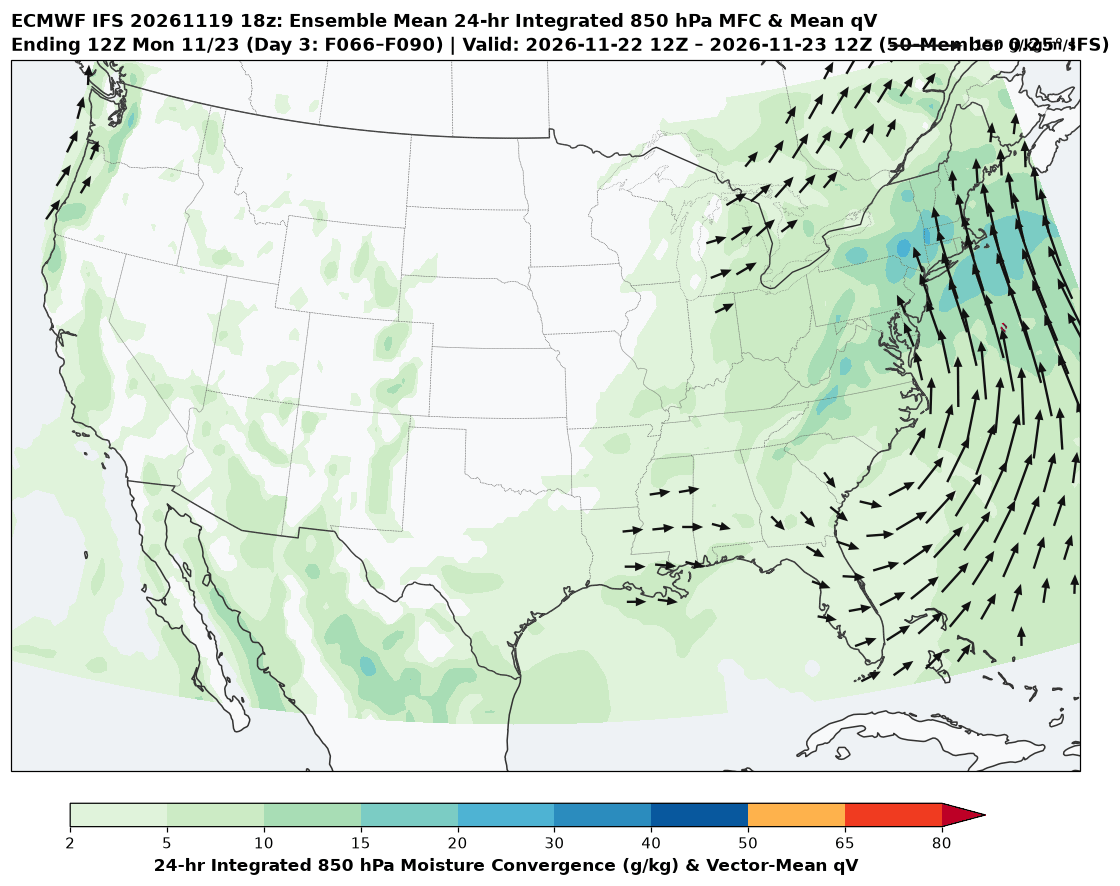 ECMWF IFS 20261119 18z: Ensemble Mean 24-hr Integrated 850 hPa MFC & Mean qV
Ending 12Z Mon 11/23 (Day 3: F066–F090) | Valid: 2026-11-22 12Z – 2026-11-23 12Z (50-Member 0.25° IFS)
150 g/kg·m/s
2 5 10 15 20 30 40 50 65 80
24-hr Integrated 850 hPa Moisture Convergence (g/kg) & Vector-Mean qV